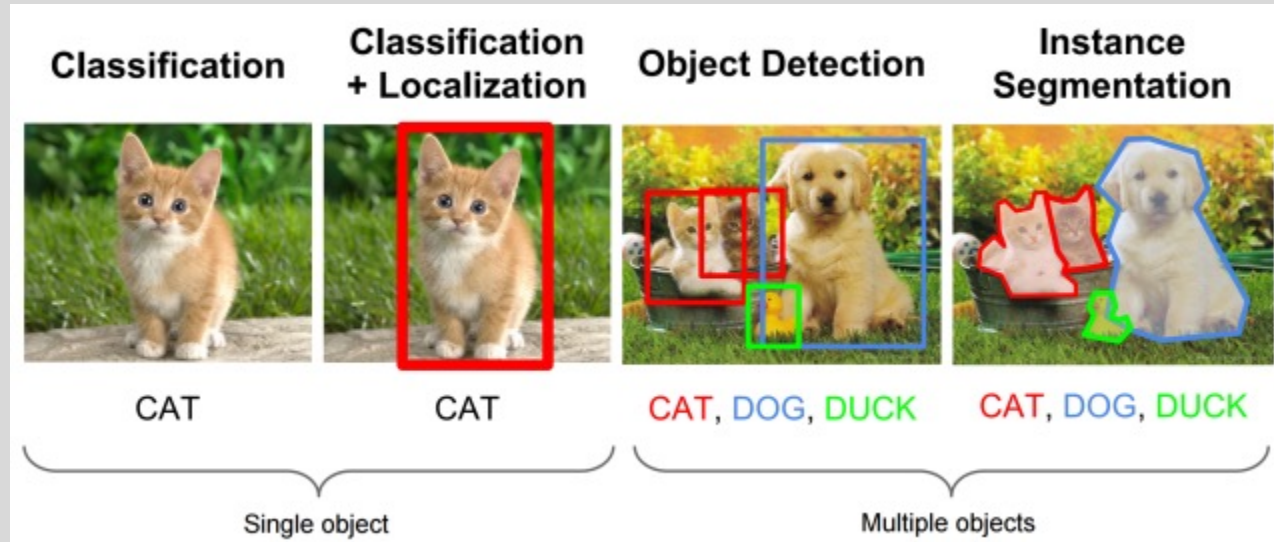 Classification
Classification
+ Localization
Object Detection
Instance
Segmentation
CAT
CAT
CAT, DOG, DUCK
CAT, DOG, DUCK
Single object
Multiple objects